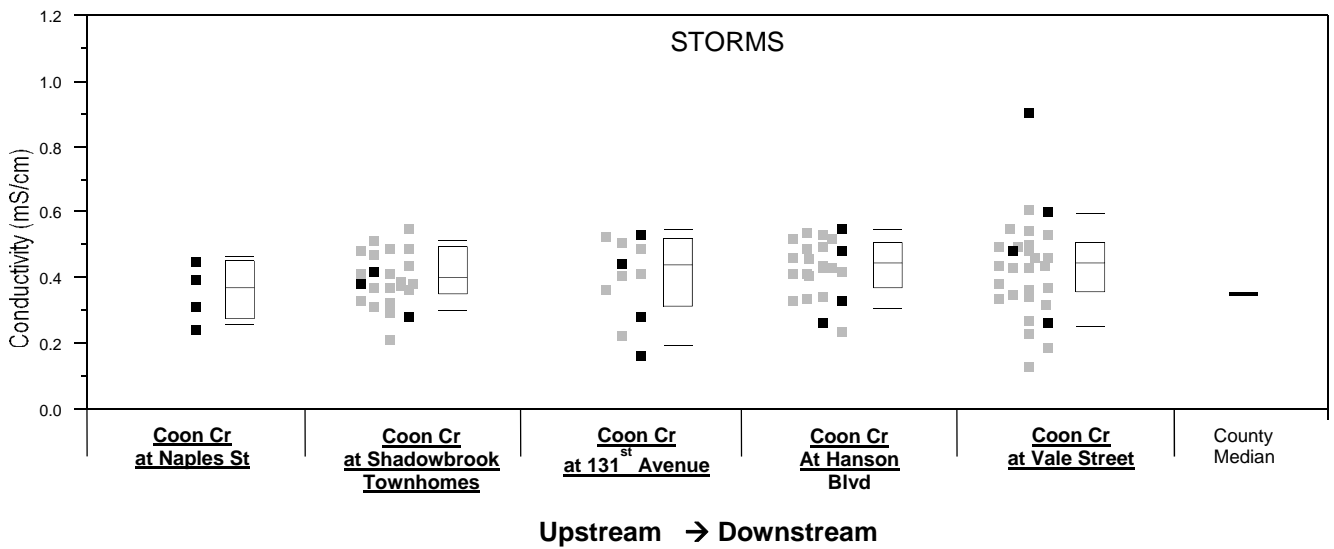 STORMS
Conductivity (mS/cm)
1.2
1.0
0.8
0.6
0.4
0.2
0.0
Coon Cr
at Naples St
Coon Cr
at Shadowbrook
Townhomes
Coon Cr
at 131st Avenue
Coon Cr
At Hanson
Blvd
Coon Cr
at Vale Street
County
Median
Upstream → Downstream